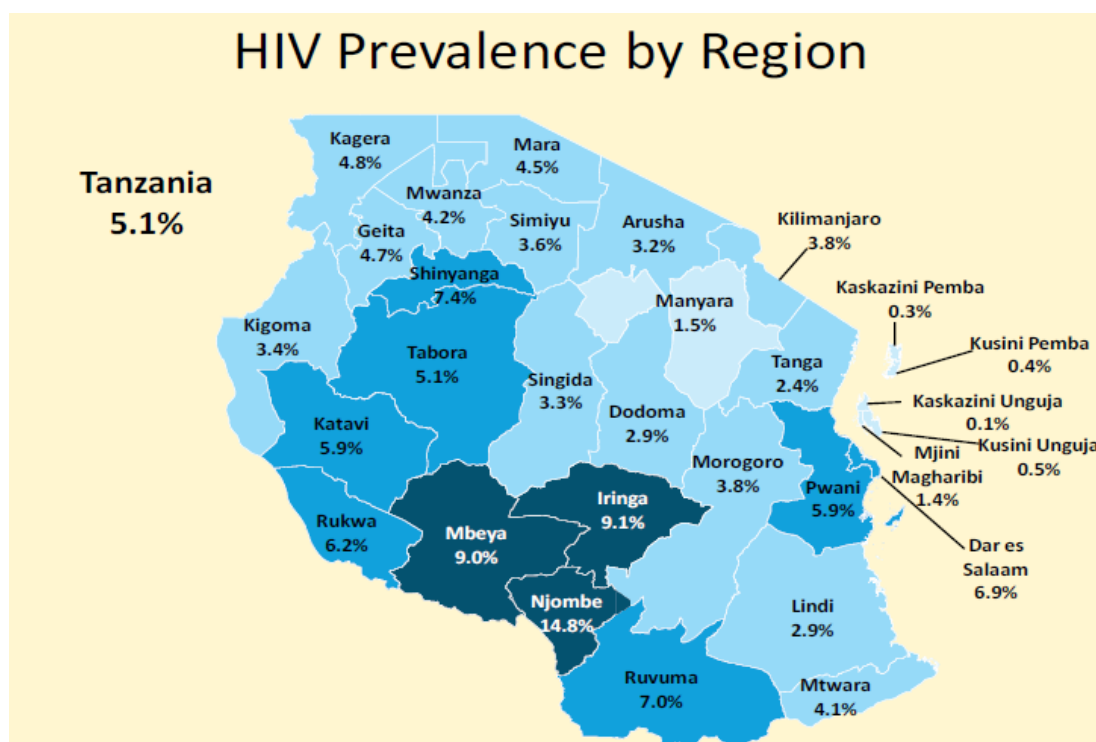 HIV Prevalence by Region
Tanzania
5.1%
Kagera
4.8%
Mara
4.5%
Mwanza
4.2%
Simiyu
3.6%
Arusha
3.2%
Kilimanjaro
3.8%
Geita
4.7%
Shinyanga
7.4%
Kaskazini Pemba
0.3%
Manyara
1.5%
Kigoma
3.4%
Kusini Pemba
0.4%
Tabora
5.1%
Singida
3.3%
Tanga
2.4%
Dodoma
2.9%
Kaskazini Unguja
0.1%
Katavi
5.9%
Kusini Unguja
0.5%
Mjini
Magharibi
1.4%
Morogoro
3.8%
Pwani
5.9%
Iringa
9.1%
Rukwa
6.2%
Mbeya
9.0%
Dar es
Salaam
6.9%
Njombe
14.8%
Lindi
2.9%
Ruvuma
7.0%
Mtwara
4.1%